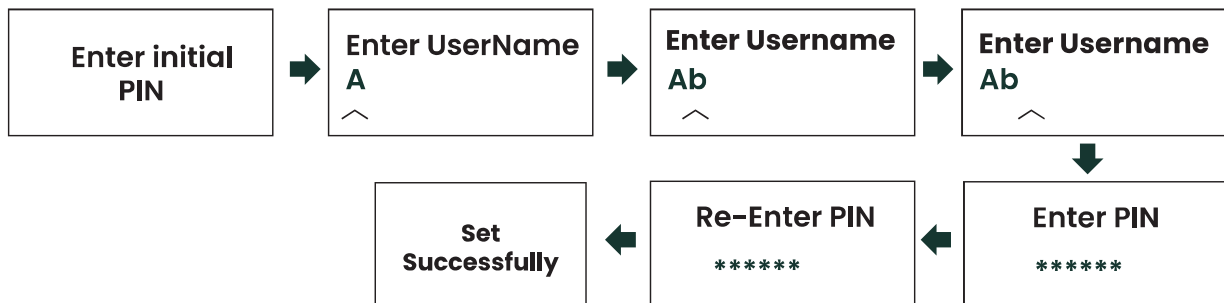 Enter initial
PIN
Enter UserName
A
Enter Username
Ab
Enter Username
Ab
Enter PIN
******
Re-Enter PIN
******
Set
Successfully